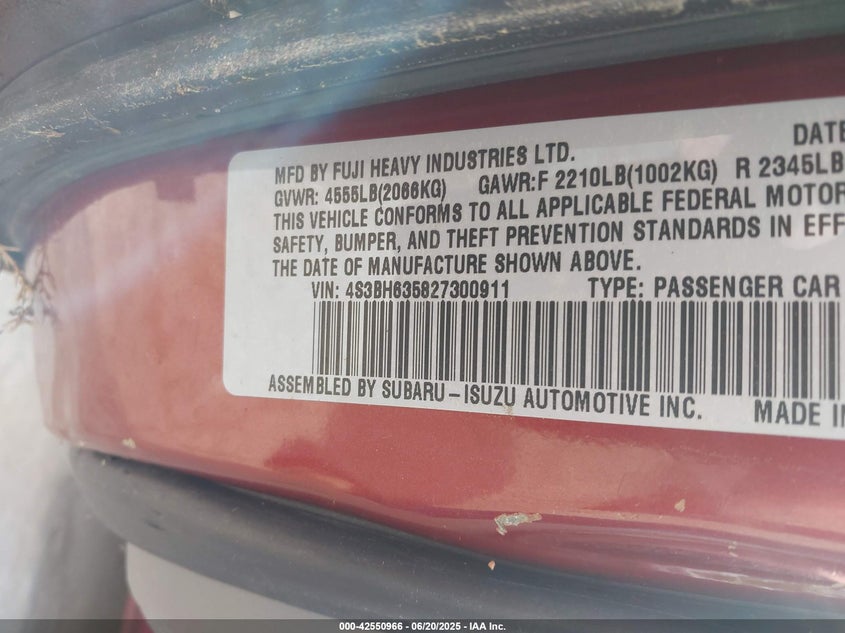 DATE
MFD BY FUJI HEAVY INDUSTRIES LTD.
GVWR: 4555LB(2066KG) GAWR:F 2210LB(1002KG) R 2345LB
THIS VEHICLE CONFORMS TO ALL APPLICABLE FEDERAL MOTOR
SAFETY, BUMPER, AND THEFT PREVENTION STANDARDS IN EFF
THE DATE OF MANUFACTURE SHOWN ABOVE.
VIN: 4S3BH635827300911 TYPE: PASSENGER CAR
ASSEMBLED BY SUBARU-ISUZU AUTOMOTIVE INC. MADE IN
000-42550966 - 06/20/2025 - IAA Inc.